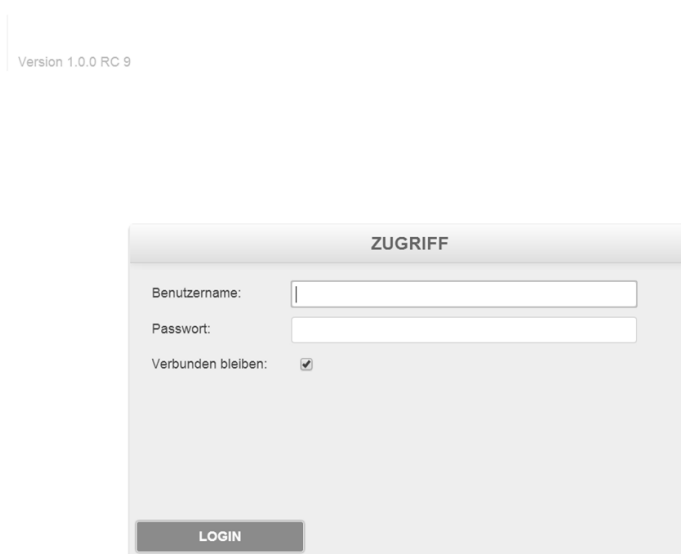 Version 1.0.0 RC 9
ZUGRIFF
Benutzername:
Passwort:
Verbunden bleiben:
LOGIN